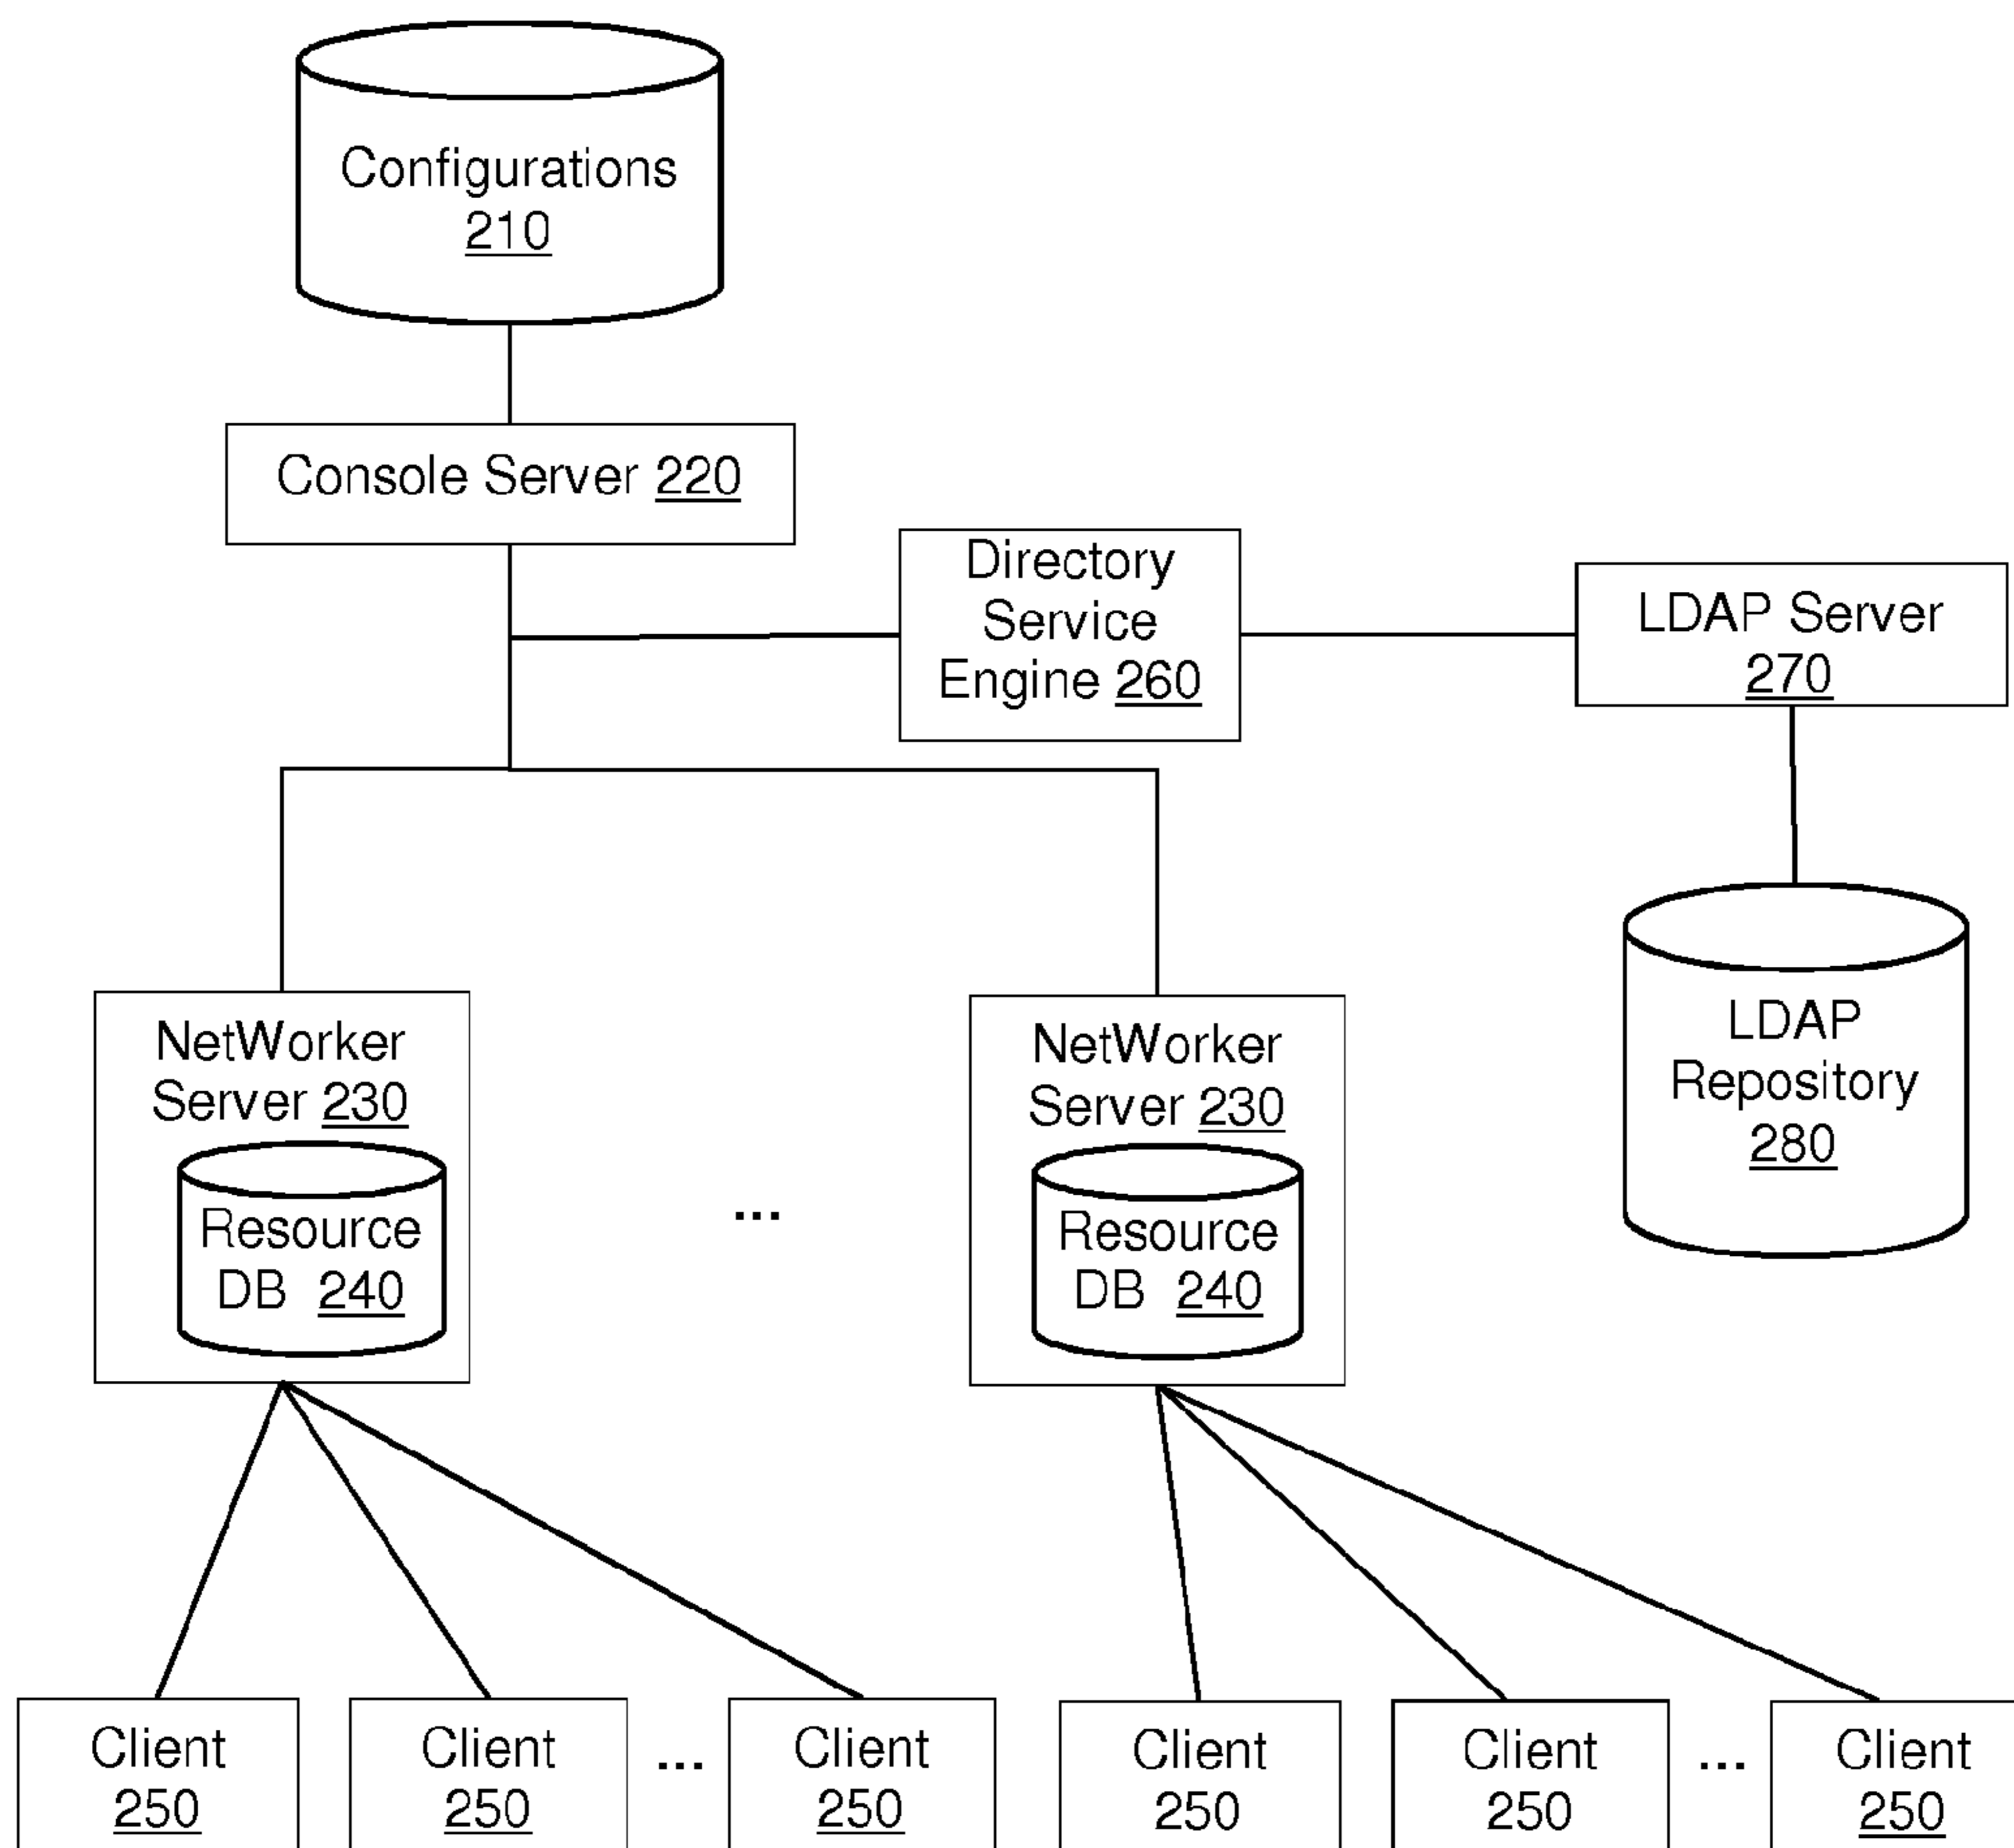 Configurations
210
Console Server 220
Directory
Service
Engine 260
LDAP Server
270
NetWorker
Server 230
Resource
DB 240
...
NetWorker
Server 230
Resource
DB 240
LDAP
Repository
280
Client
250
Client
250
...
Client
250
Client
250
Client
250
...
Client
250